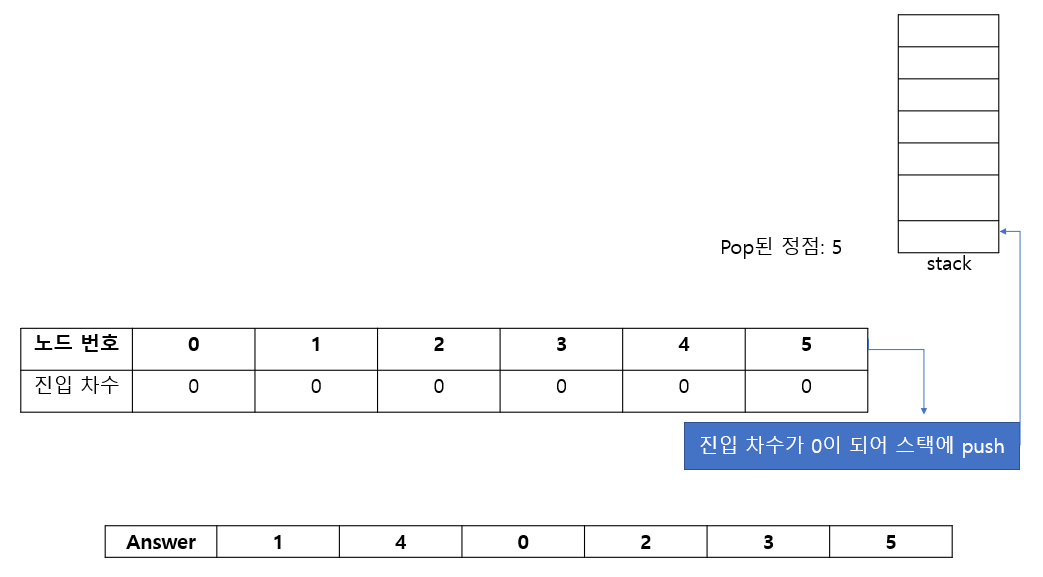 Pop된 정점: 5
stack
노드 번호 0 1 2 3 4 5
진입 차수 0 0 0 0 0 0
진입 차수가 0이 되어 스택에 push
Answer 1 4 0 2 3 5